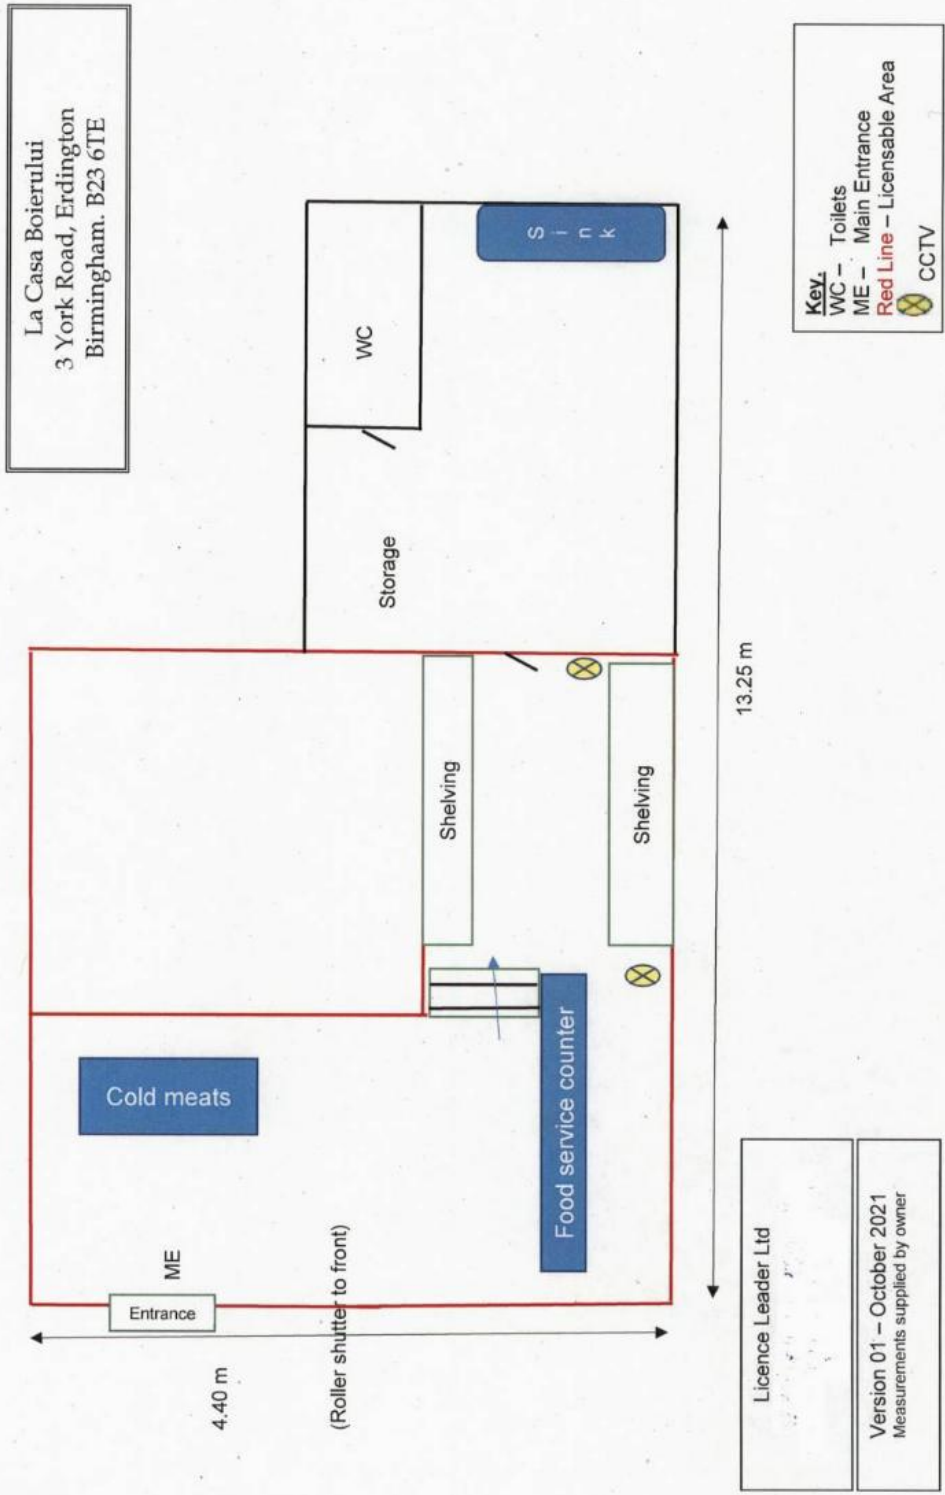 La Casa Boierului
3 York Road, Erdington
Birmingham. B23 6TE
WC
Sink
Storage
Shelving
Shelving
Cold meats
Food service counter
ME
Entrance
4.40 m
(Roller shutter to front)
13.25 m
Key.
WC – Toilets
ME – Main Entrance
Red Line – Licensable Area
CCTV
Licence Leader Ltd
Version 01 – October 2021
Measurements supplied by owner